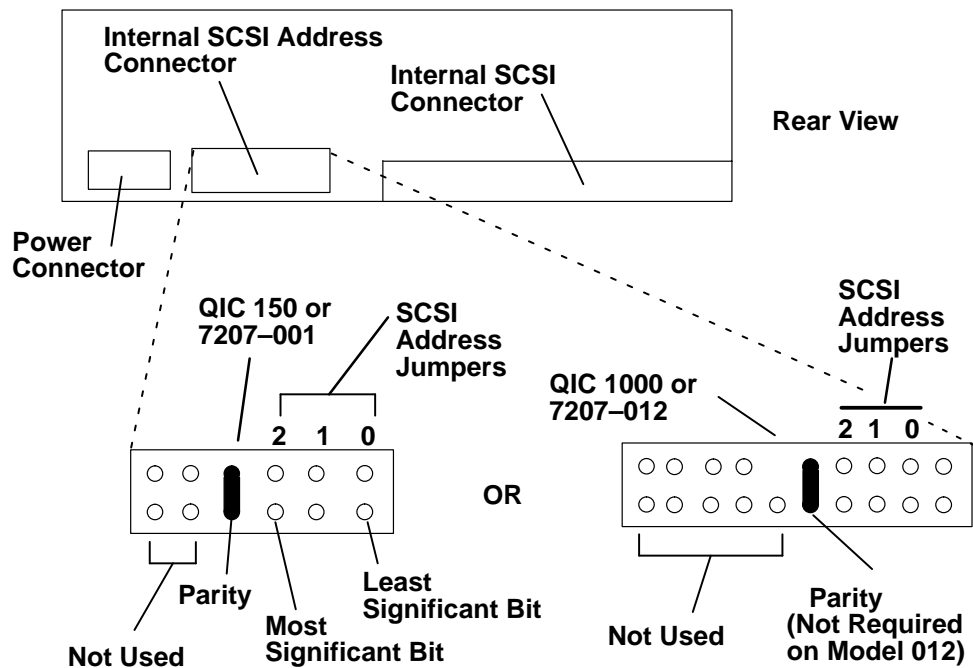 Internal SCSI Address
Connector
Internal SCSI
Connector
Rear View
Power
Connector
QIC 150 or
7207–001
SCSI
Address
Jumpers
2 1 0
QIC 1000 or
7207–012
SCSI
Address
Jumpers
2 1 0
OR
Not Used
Parity
Most
Significant Bit
Least
Significant Bit
Not Used
Parity
(Not Required
on Model 012)